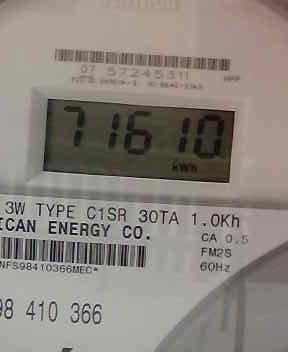 07 57245311
71610
kWh
3W TYPE C1SR 30TA 1.0Kh
ICAN ENERGY CO.
CA 0.5
FM2S
60Hz
NFS98410366MEC*
98 410 366